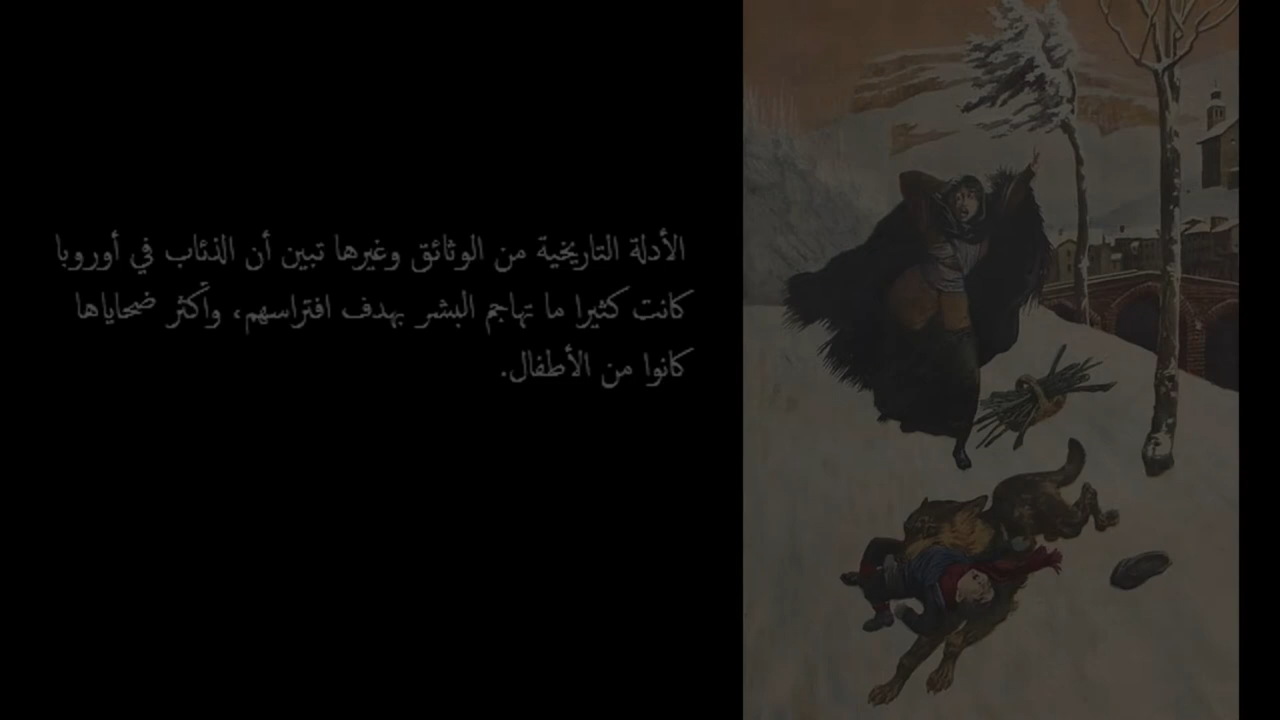 الأدلة التاريخية من الوثائق وغيرها تبين أن الذئاب في أوروبا
كانت كثيرا ما تهاجم البشر بهدف افتراسهم، وأكثر ضحاياها
كانوا من الأطفال.